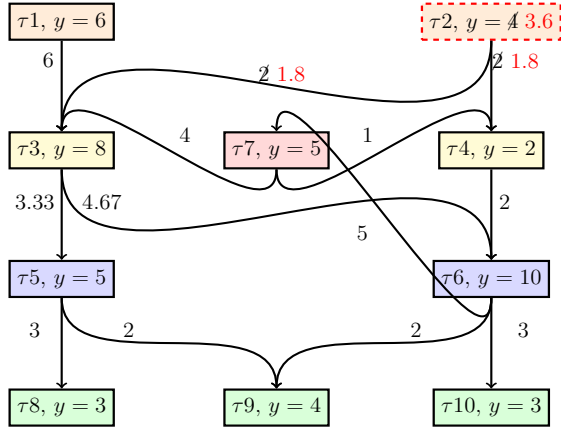 τ1, y = 6
τ2, y = 4 3.6
6
2 1.8
2 1.8
4
1
τ3, y = 8
τ7, y = 5
τ4, y = 2
3.33
4.67
2
5
τ5, y = 5
τ6, y = 10
3
2
2
3
τ8, y = 3
τ9, y = 4
τ10, y = 3